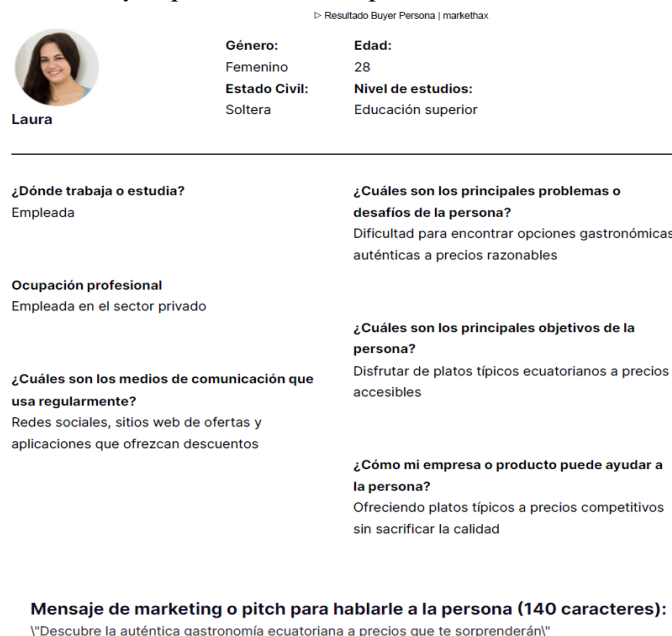 ▷ Resultado Buyer Persona | markethax
Género:
Femenino
Estado Civil:
Soltera
Edad:
28
Nivel de estudios:
Educación superior
Laura
¿Dónde trabaja o estudia?
Empleada
Ocupación profesional
Empleada en el sector privado
¿Cuáles son los medios de comunicación que
usa regularmente?
Redes sociales, sitios web de ofertas y
aplicaciones que ofrezcan descuentos
¿Cuáles son los principales problemas o
desafíos de la persona?
Dificultad para encontrar opciones gastronómicas
auténticas a precios razonables
¿Cuáles son los principales objetivos de la
persona?
Disfrutar de platos típicos ecuatorianos a precios
accesibles
¿Cómo mi empresa o producto puede ayudar a
la persona?
Ofreciendo platos típicos a precios competitivos
sin sacrificar la calidad
Mensaje de marketing o pitch para hablarle a la persona (140 caracteres):
\"Descubre la auténtica gastronomía ecuatoriana a precios que te sorprenderán\"